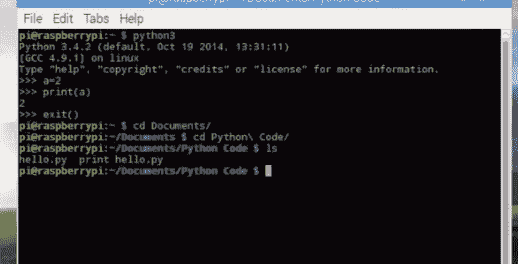 File Edit Tabs Help
pi@raspberrypi:~ $ python3
Python 3.4.2 (default, Oct 19 2014, 13:31:11)
[GCC 4.9.1] on linux
Type "help", "copyright", "credits" or "license" for more information.
>>> a=2
>>> print(a)
2
>>> exit()
pi@raspberrypi:~ $ cd Documents/
pi@raspberrypi:~/Documents $ cd Python\ Code/
pi@raspberrypi:~/Documents/Python Code $ ls
hello.py  print hello.py
pi@raspberrypi:~/Documents/Python Code $